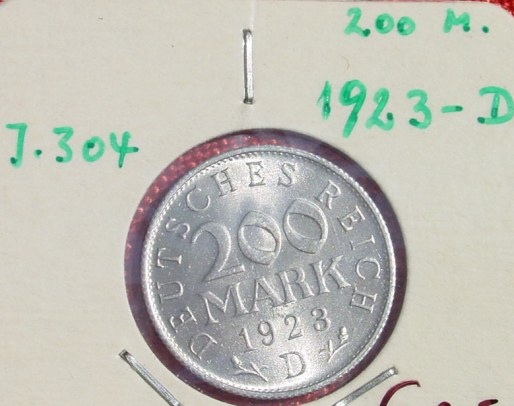 200 M.
1923-D
J. 304
DEUTSCHES REICH
200
MARK
1923
D